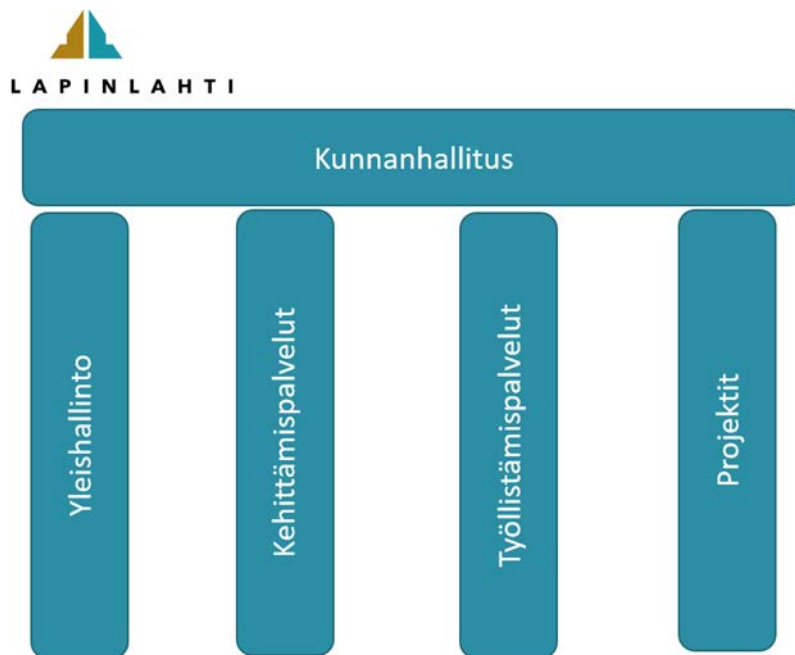 LAPINLAHTI
Kunnanhallitus
Yleishallinto
Kehittämispalvelut
Työllistämispalvelut
Projektit